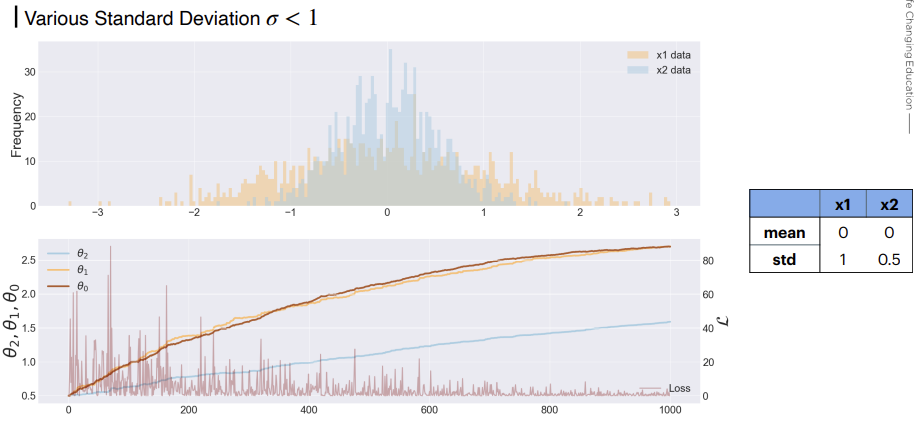 Various Standard Deviation σ < 1
x1 data
x2 data
Frequency
30
20
10
0
−3
−2
−1
0
1
2
3
θ₂
θ₁
θ₀
θ₂, θ₁, θ₀
2.5
2.0
1.5
1.0
0.5
80
60
40
20
0
ℒ
Loss
0
200
400
600
800
1000
x1 x2
mean 0 0
std 1 0.5
fe Changing Education